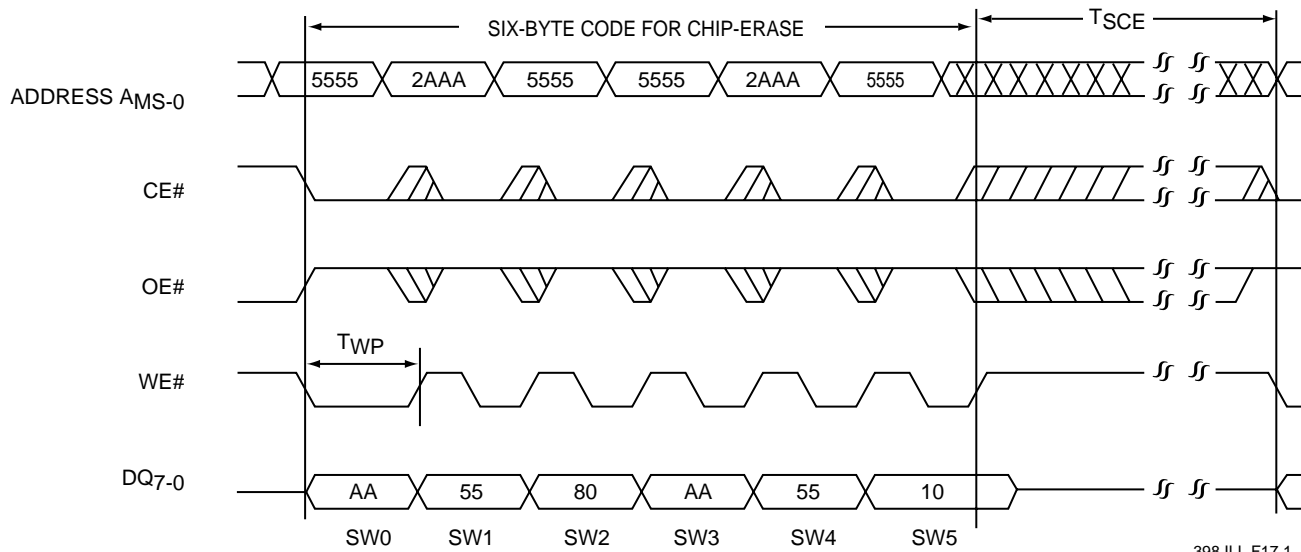 SIX-BYTE CODE FOR CHIP-ERASE TSCE
ADDRESS AMS-0 5555 2AAA 5555 5555 2AAA 5555
CE#
OE#
TWP
WE#
DQ7-0 AA 55 80 AA 55 10
SW0 SW1 SW2 SW3 SW4 SW5
398 ILL F17.1